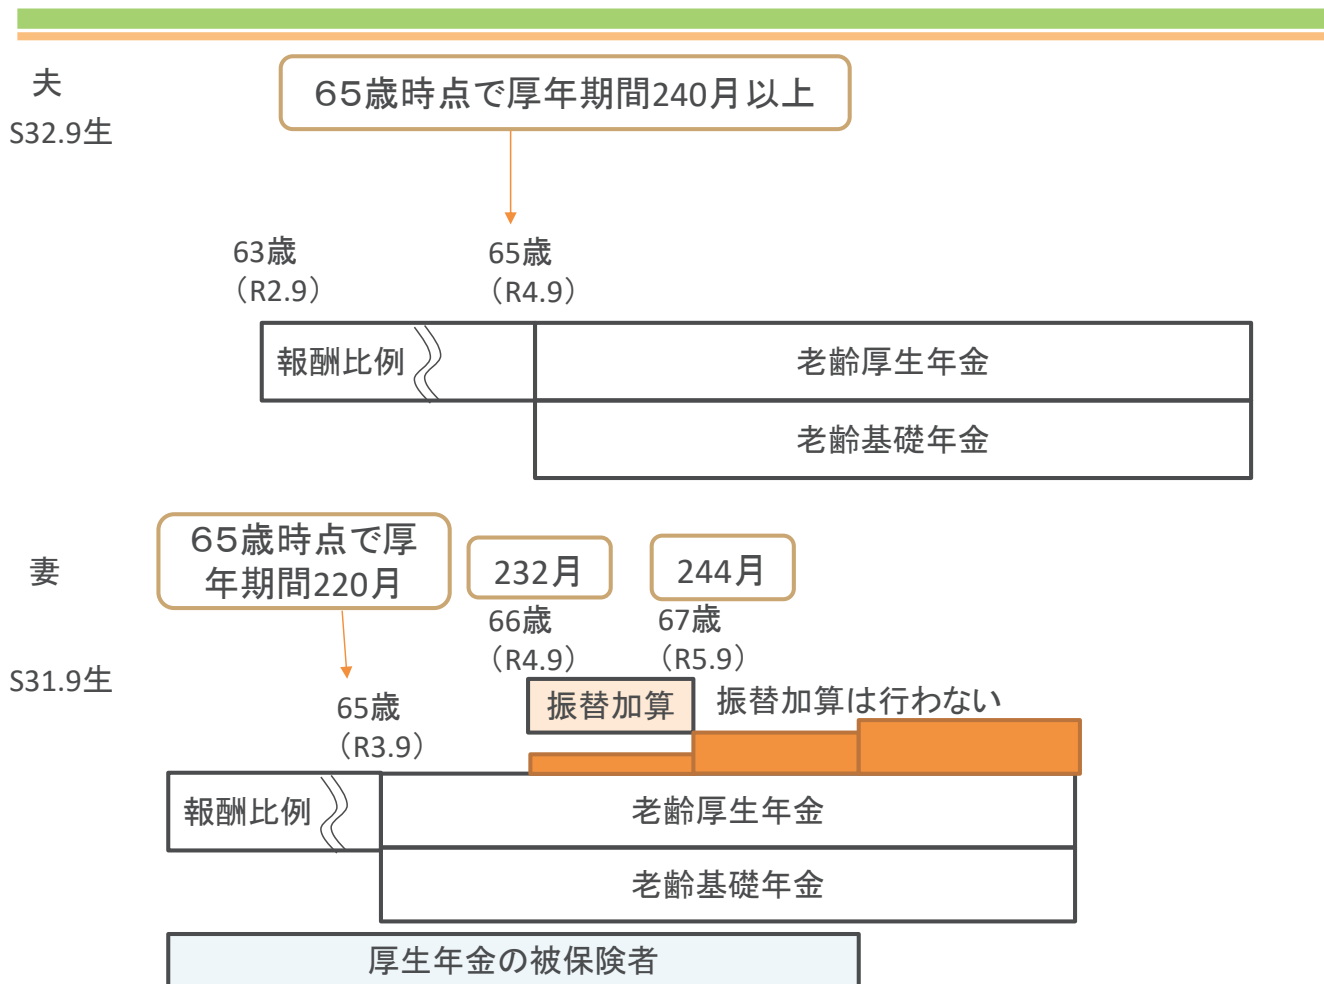 夫
S32.9生
65歳時点で厚年期間240月以上
63歳
（R2.9）
65歳
（R4.9）
報酬比例
老齢厚生年金
老齢基礎年金
妻
S31.9生
65歳時点で厚
年期間220月
232月
244月
66歳
（R4.9）
67歳
（R5.9）
65歳
（R3.9）
振替加算
振替加算は行わない
報酬比例
老齢厚生年金
老齢基礎年金
厚生年金の被保険者